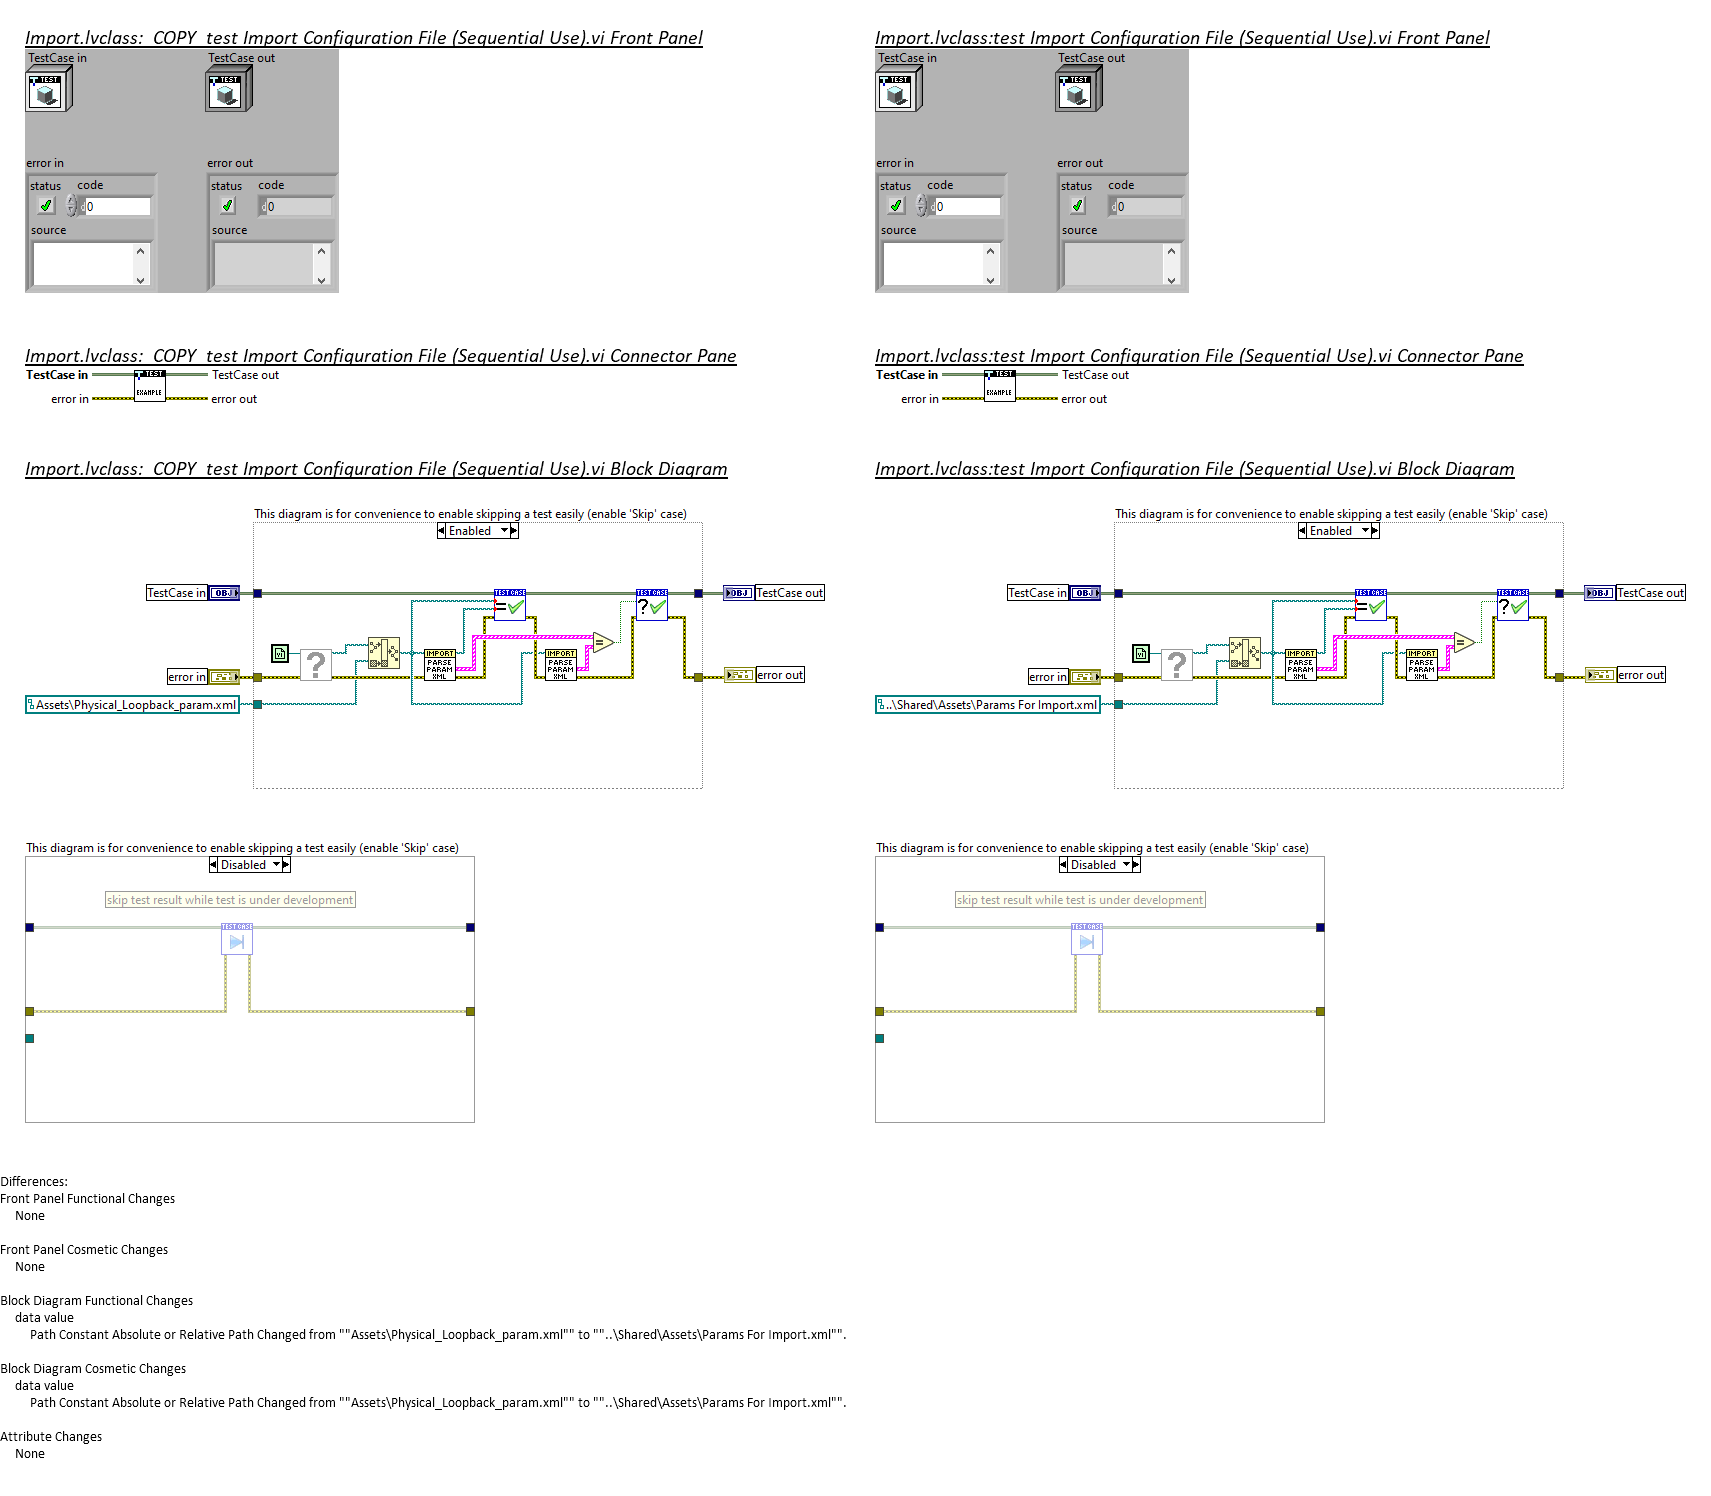 Import.lvclass:_COPY_test Import Configuration File (Sequential Use).vi Front Panel
TestCase in
TestCase out
TEST
TEST
error in
error out
status
code
status
code
0
d
0
source
source
Import.lvclass:test Import Configuration File (Sequential Use).vi Front Panel
TestCase in
TestCase out
TEST
TEST
error in
error out
status
code
status
code
d
0
d
0
source
source
Import.lvclass:_COPY_test Import Configuration File (Sequential Use).vi Connector Pane
TestCase in
TEST
EXAMPLE
TestCase out
error in
error out
Import.lvclass:test Import Configuration File (Sequential Use).vi Connector Pane
TestCase in
TEST
EXAMPLE
TestCase out
error in
error out
Import.lvclass:_COPY_test Import Configuration File (Sequential Use).vi Block Diagram
This diagram is for convenience to enable skipping a test easily (enable 'Skip' case)
Enabled
TestCase in
OBJ
TEST CASE
=
TEST CASE
?
OBJ
TestCase out
VI
?
=
IMPORT
PARSE
PARAM
XML
IMPORT
PARSE
PARAM
XML
error in
error out
Assets\Physical_Loopback_param.xml
Import.lvclass:test Import Configuration File (Sequential Use).vi Block Diagram
This diagram is for convenience to enable skipping a test easily (enable 'Skip' case)
Enabled
TestCase in
OBJ
TEST CASE
=
TEST CASE
?
OBJ
TestCase out
VI
?
=
IMPORT
PARSE
PARAM
XML
IMPORT
PARSE
PARAM
XML
error in
error out
..\Shared\Assets\Params For Import.xml
This diagram is for convenience to enable skipping a test easily (enable 'Skip' case)
Disabled
skip test result while test is under development
TEST CASE
This diagram is for convenience to enable skipping a test easily (enable 'Skip' case)
Disabled
skip test result while test is under development
TEST CASE
Differences:
Front Panel Functional Changes
None
Front Panel Cosmetic Changes
None
Block Diagram Functional Changes
data value
Path Constant Absolute or Relative Path Changed from ""Assets\Physical_Loopback_param.xml"" to ""..\Shared\Assets\Params For Import.xml"".
Block Diagram Cosmetic Changes
data value
Path Constant Absolute or Relative Path Changed from ""Assets\Physical_Loopback_param.xml"" to ""..\Shared\Assets\Params For Import.xml"".
Attribute Changes
None